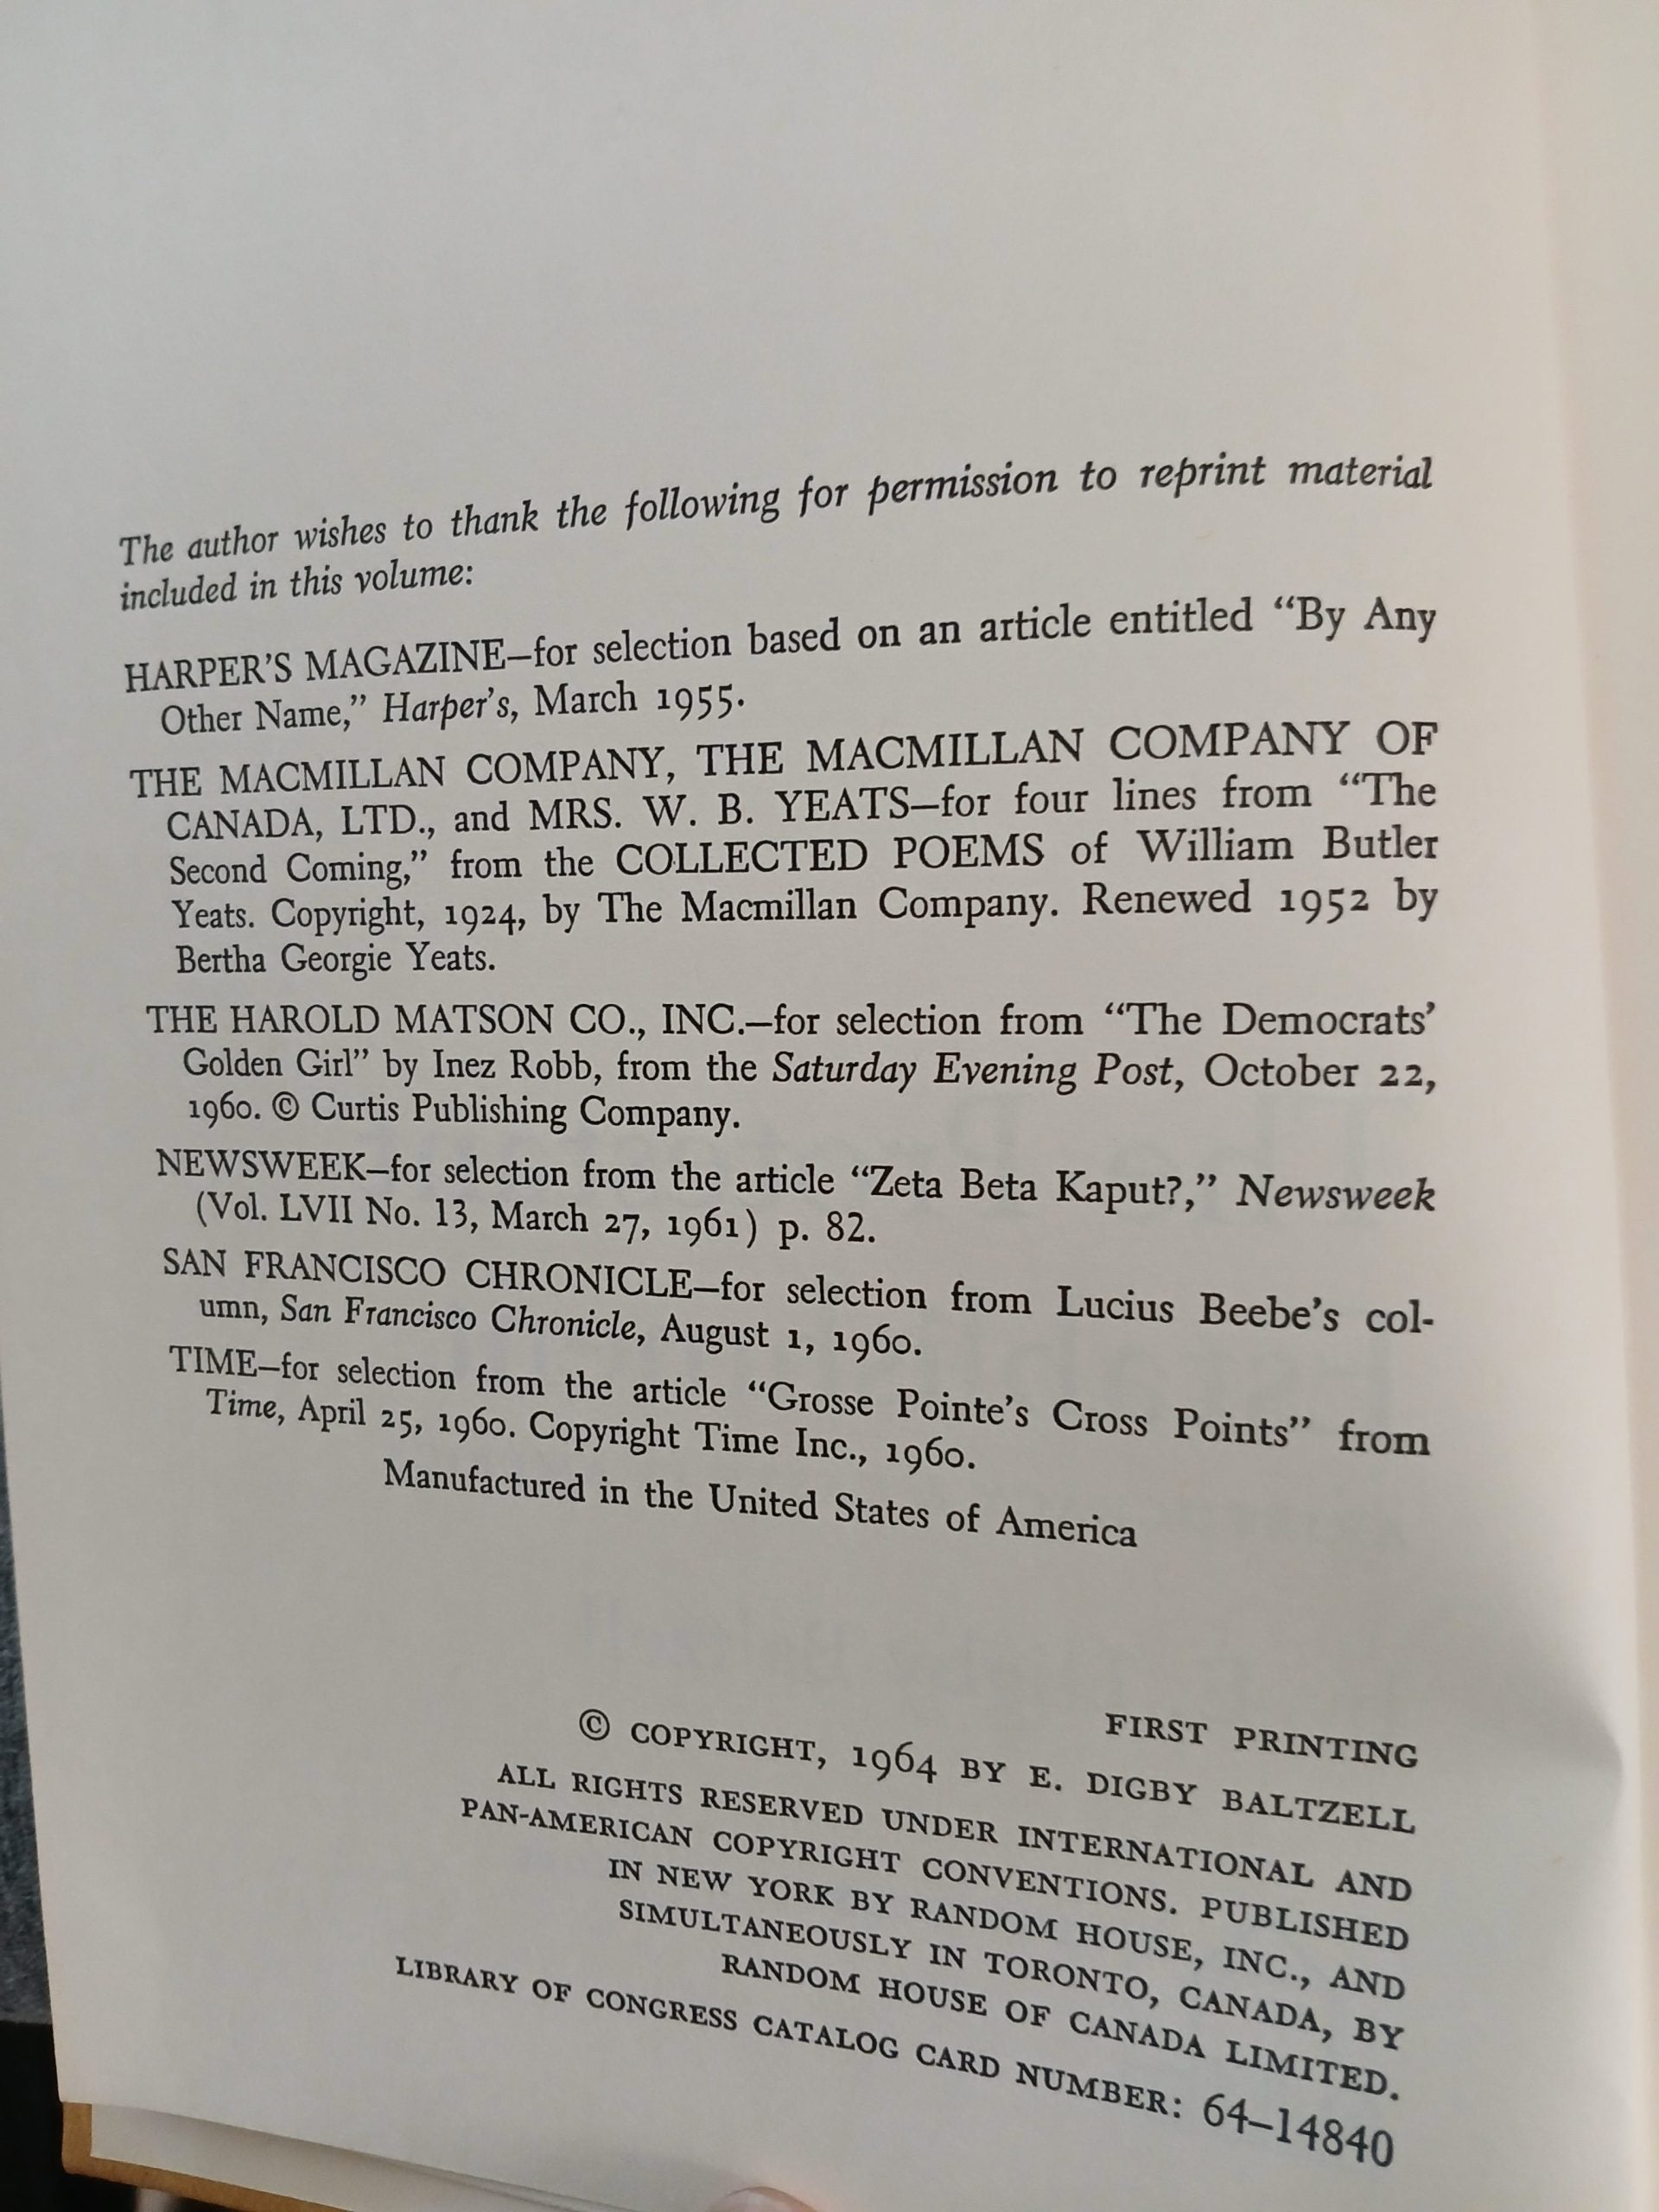 The author wishes to thank the following for permission to reprint material
included in this volume:
HARPER'S MAGAZINE—for selection based on an article entitled “By Any
Other Name,” Harper's, March 1955.
THE MACMILLAN COMPANY, THE MACMILLAN COMPANY OF
CANADA, LTD., and MRS. W. B. YEATS—for four lines from “The
Second Coming,” from the COLLECTED POEMS of William Butler
Yeats. Copyright, 1924, by The Macmillan Company. Renewed 1952 by
Bertha Georgie Yeats.
THE HAROLD MATSON CO., INC.—for selection from “The Democrats’
Golden Girl” by Inez Robb, from the Saturday Evening Post, October 22,
1960. © Curtis Publishing Company.
NEWSWEEK—for selection from the article “Zeta Beta Kaput?,” Newsweek
(Vol. LVII No. 13, March 27, 1961) p. 82.
SAN FRANCISCO CHRONICLE—for selection from Lucius Beebe's col-
umn, San Francisco Chronicle, August 1, 1960.
TIME—for selection from the article “Grosse Pointe's Cross Points” from
Time, April 25, 1960. Copyright Time Inc., 1960.
Manufactured in the United States of America
FIRST PRINTING
© COPYRIGHT, 1964 BY E. DIGBY BALTZELL
ALL RIGHTS RESERVED UNDER INTERNATIONAL AND
PAN-AMERICAN COPYRIGHT CONVENTIONS. PUBLISHED
IN NEW YORK BY RANDOM HOUSE, INC., AND
SIMULTANEOUSLY IN TORONTO, CANADA, BY
RANDOM HOUSE OF CANADA LIMITED.
LIBRARY OF CONGRESS CATALOG CARD NUMBER: 64–14840